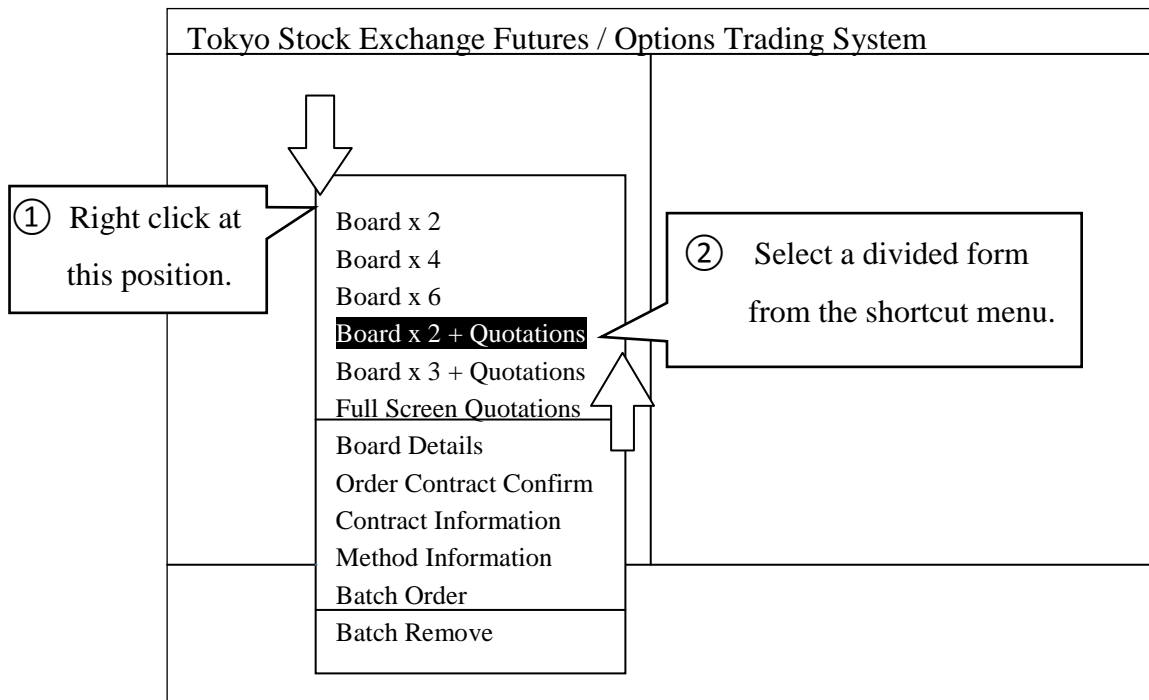 Tokyo Stock Exchange Futures / Options Trading System
① Right click at
this position.
Board x 2
Board x 4
Board x 6
Board x 2 + Quotations
Board x 3 + Quotations
Full Screen Quotations
Board Details
Order Contract Confirm
Contract Information
Method Information
Batch Order
Batch Remove
② Select a divided form
from the shortcut menu.